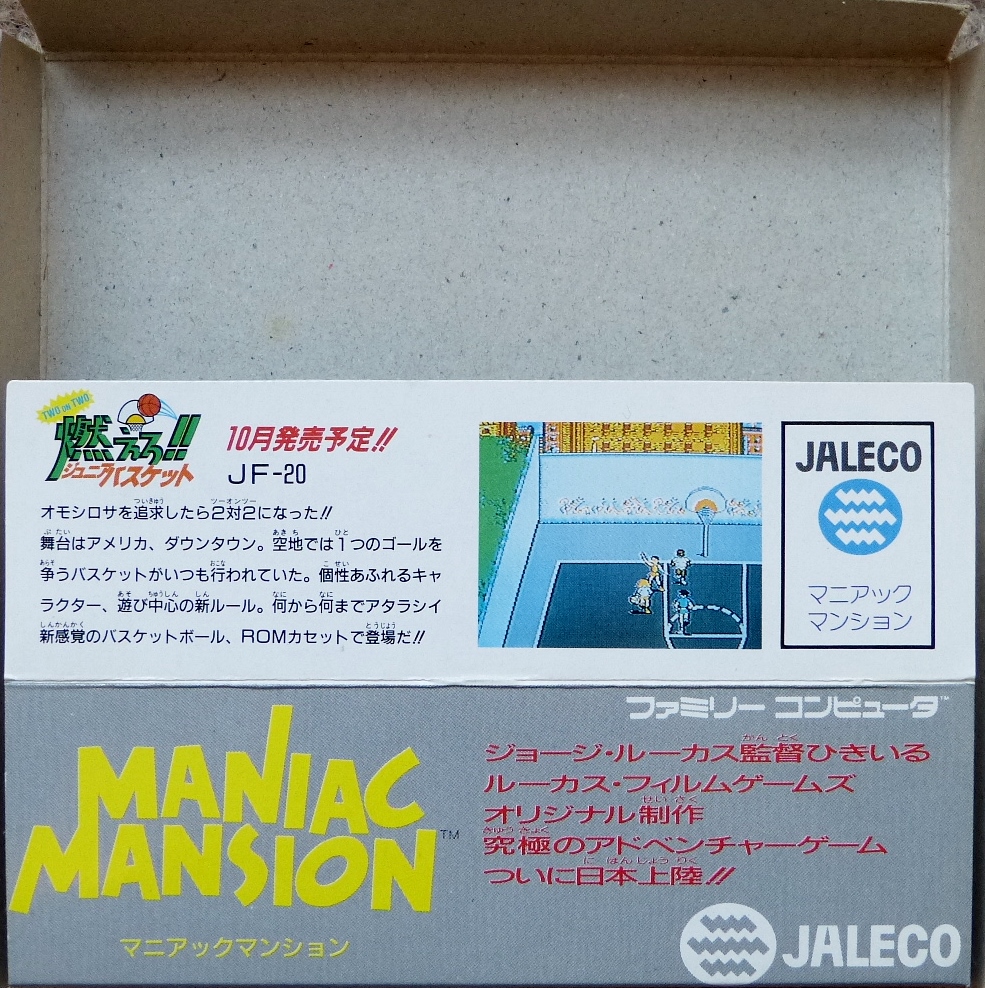 TWO ON TWO
燃えろ!!
ジュニアバスケット
10月発売予定!!
JF-20
オモシロサを追求したら2対2になった!!
舞台はアメリカ、ダウンタウン。空地では1つのゴールを
争うバスケットがいつも行われていた。個性あふれるキャ
ラクター、遊び中心の新ルール。何から何までアタラシイ
新感覚のバスケットボール、ROMカセットで登場だ!!
JALECO
マニアック
マンション
ファミリー コンピュータ™
MANIAC
MANSION™
マニアックマンション
ジョージ・ルーカス監督ひきいる
ルーカス・フィルムゲームズ
オリジナル制作
究極のアドベンチャーゲーム
ついに日本上陸!!
JALECO